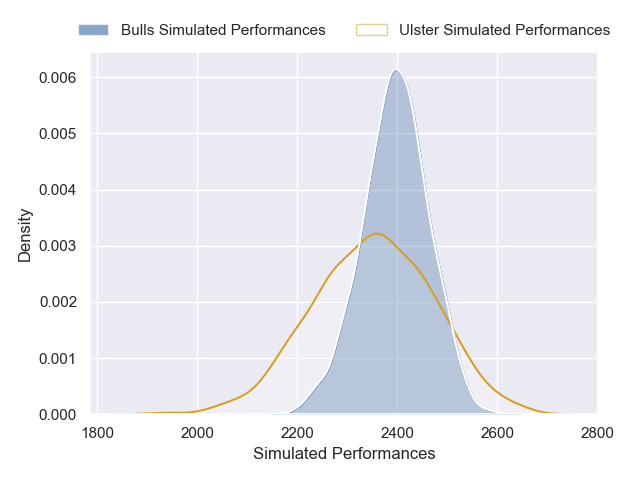 Bulls Simulated Performances
Ulster Simulated Performances
0.006
0.005
0.004
0.003
0.002
0.001
0.000
Density
1800 2000 2200 2400 2600 2800
Simulated Performances